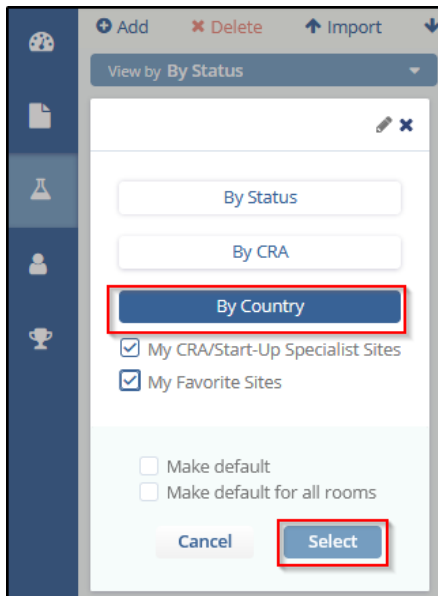 Add Delete Import
View by By Status
By Status
By CRA
By Country
My CRA/Start-Up Specialist Sites
My Favorite Sites
Make default
Make default for all rooms
Cancel Select